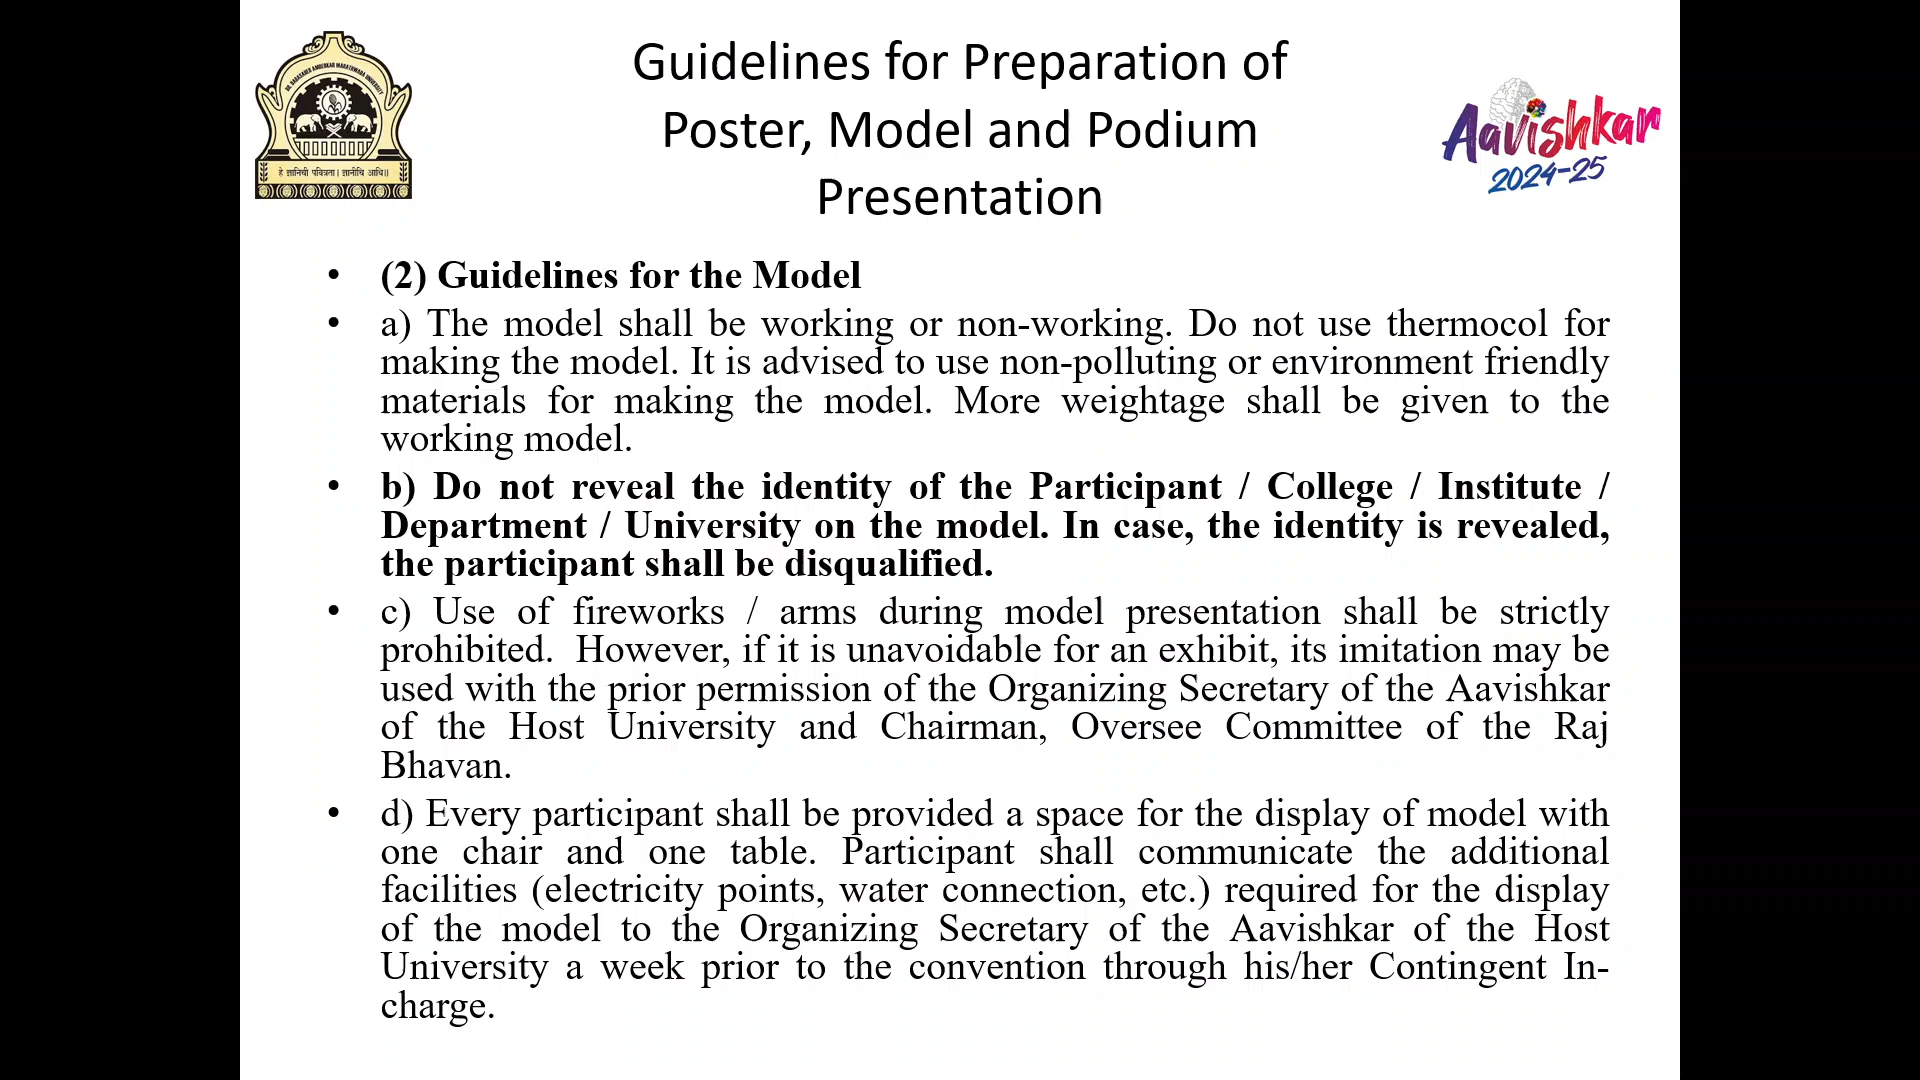 DR. BABASAHEB AMBEDKAR MARATHWADA UNIVERSITY
हे ज्ञानिची पवित्रता। ज्ञानीचि आथि॥
Guidelines for Preparation of
Poster, Model and Podium
Presentation
Aavishkar
2024-25
• (2) Guidelines for the Model
• a) The model shall be working or non-working. Do not use thermocol for
making the model. It is advised to use non-polluting or environment friendly
materials for making the model. More weightage shall be given to the
working model.
• b) Do not reveal the identity of the Participant / College / Institute /
Department / University on the model. In case, the identity is revealed,
the participant shall be disqualified.
• c) Use of fireworks / arms during model presentation shall be strictly
prohibited.  However, if it is unavoidable for an exhibit, its imitation may be
used with the prior permission of the Organizing Secretary of the Aavishkar
of the Host University and Chairman, Oversee Committee of the Raj
Bhavan.
• d) Every participant shall be provided a space for the display of model with
one chair and one table. Participant shall communicate the additional
facilities (electricity points, water connection, etc.) required for the display
of the model to the Organizing Secretary of the Aavishkar of the Host
University a week prior to the convention through his/her Contingent In-
charge.